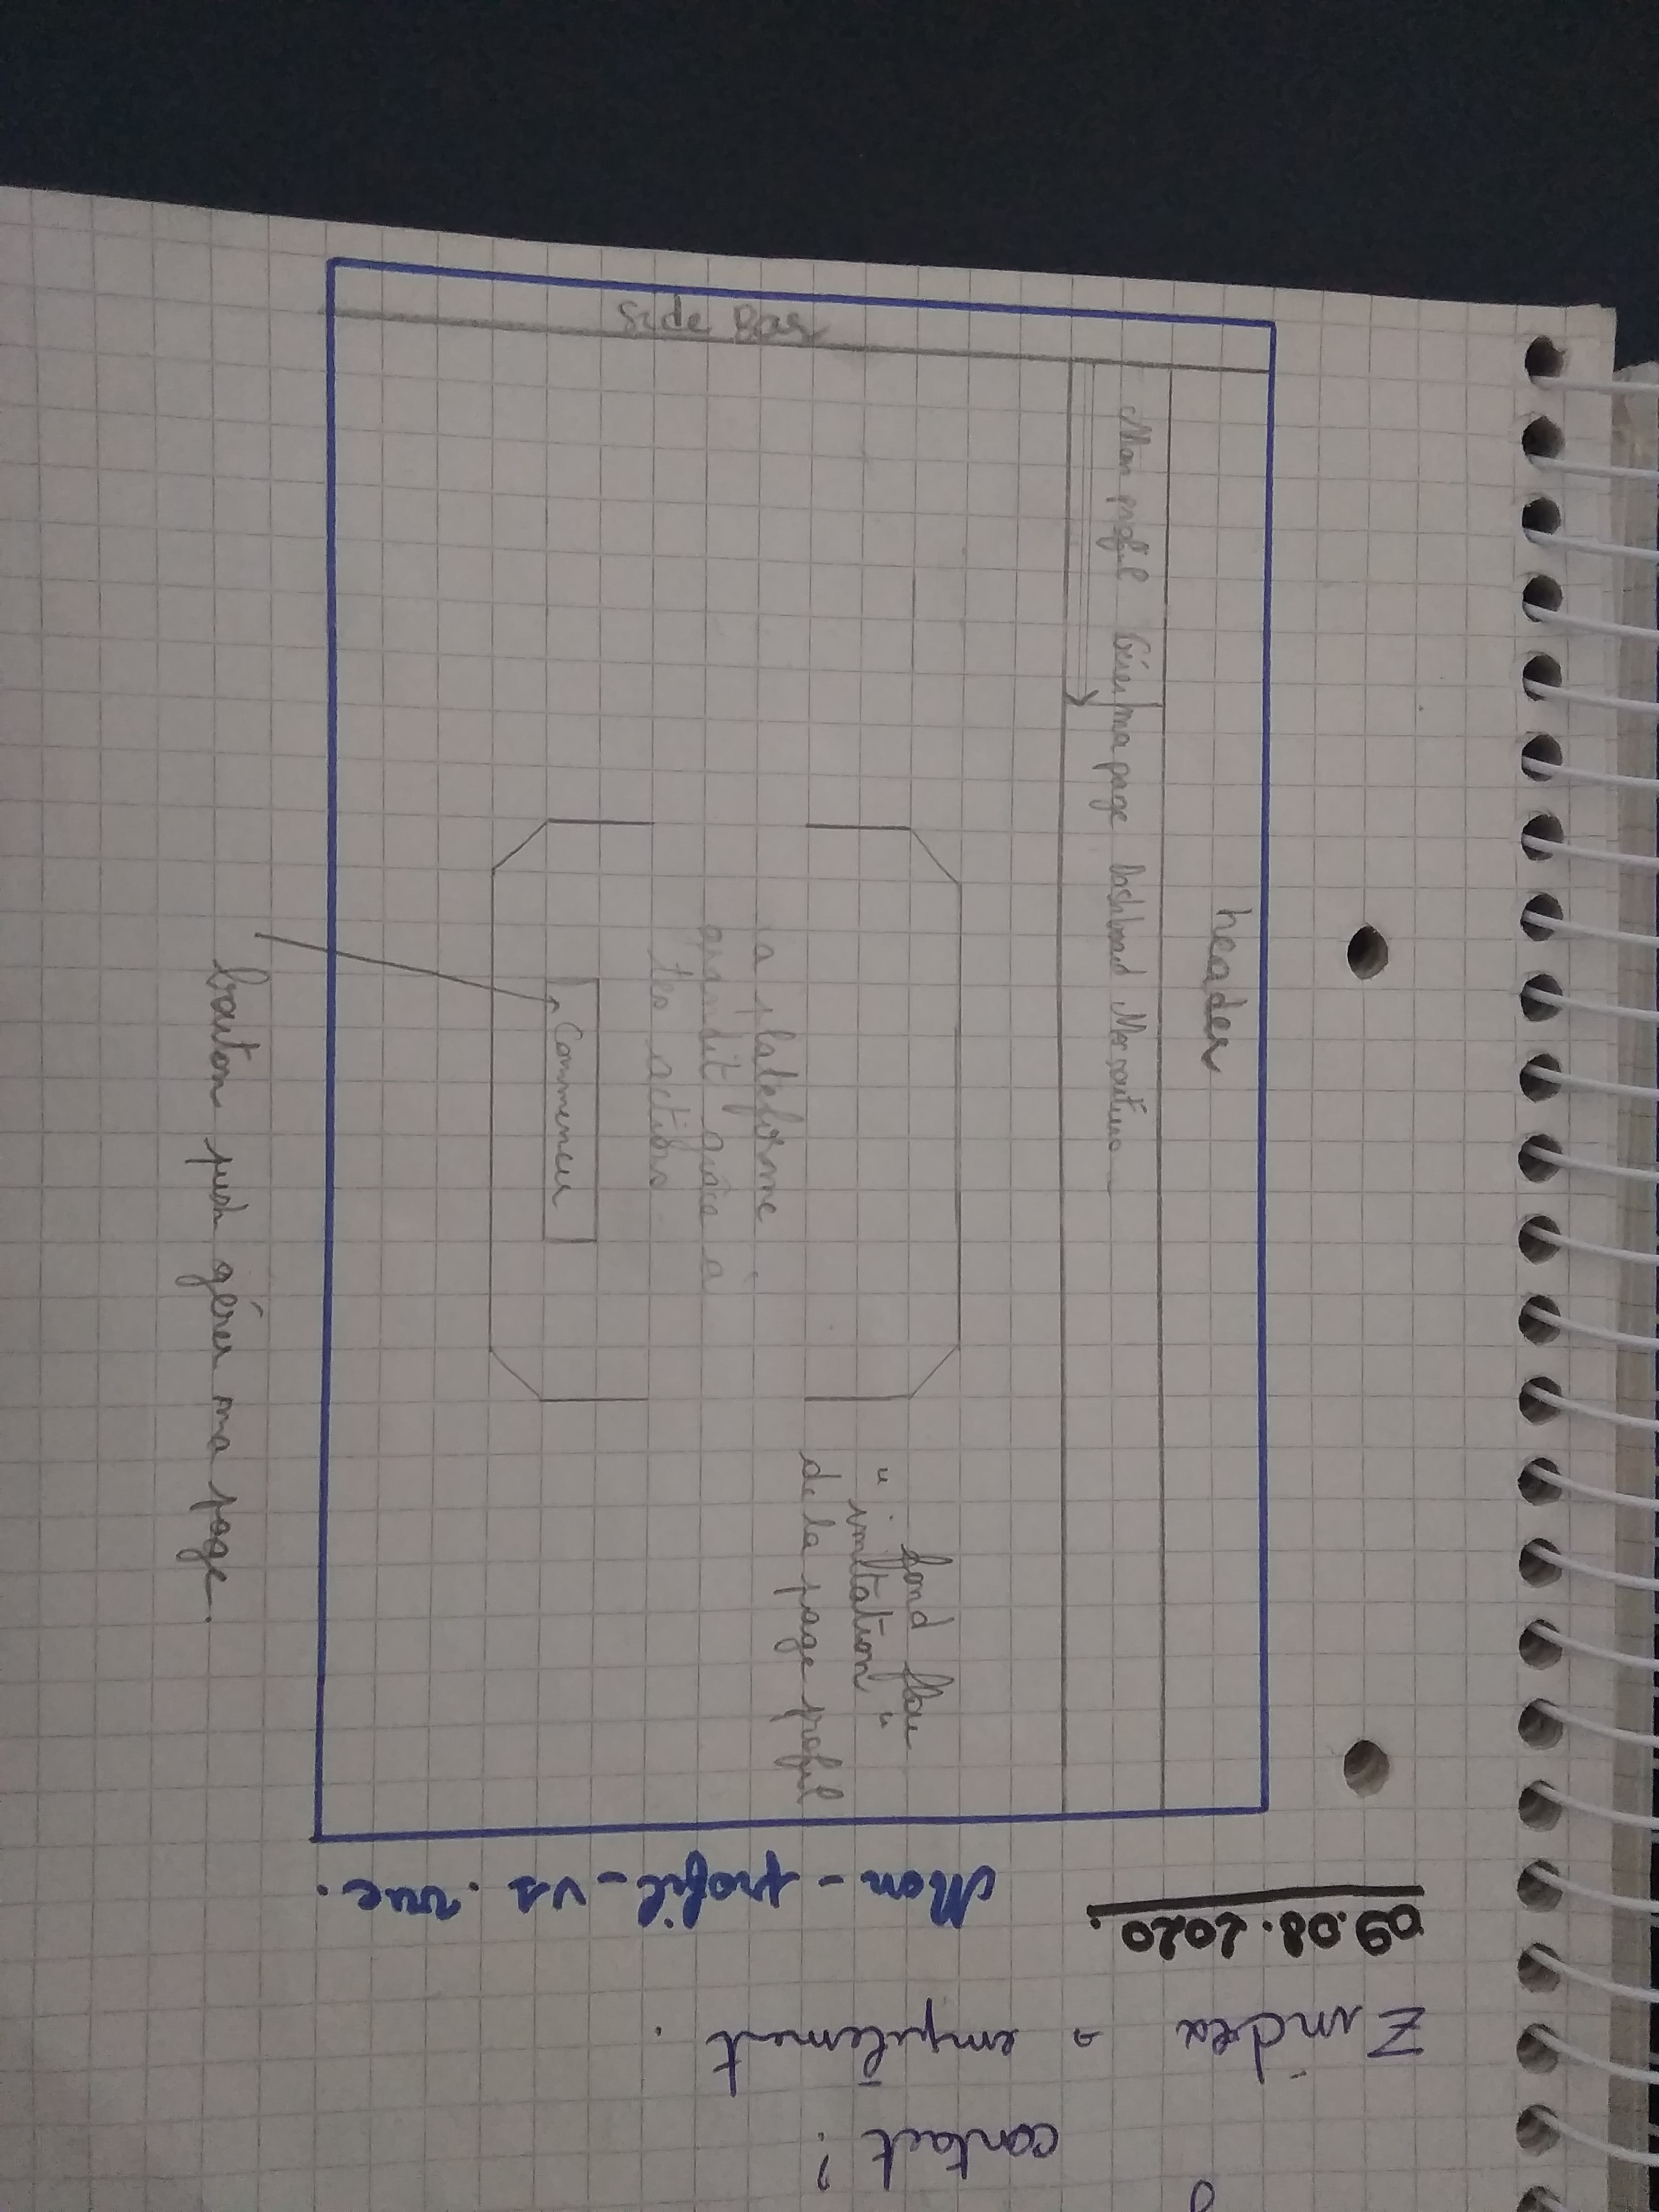 contact ?
Zindex → empilement.
09.08.2020.
Mon-profil-vs.vue.
header
Mon profil Gérer ma page Dashboard Mes soutiens
Side Bar
fond flou
"imitation"
de la page profil
la plateforme
grandit grâce à
tes actions
Commencer
bouton push gérer ma page.